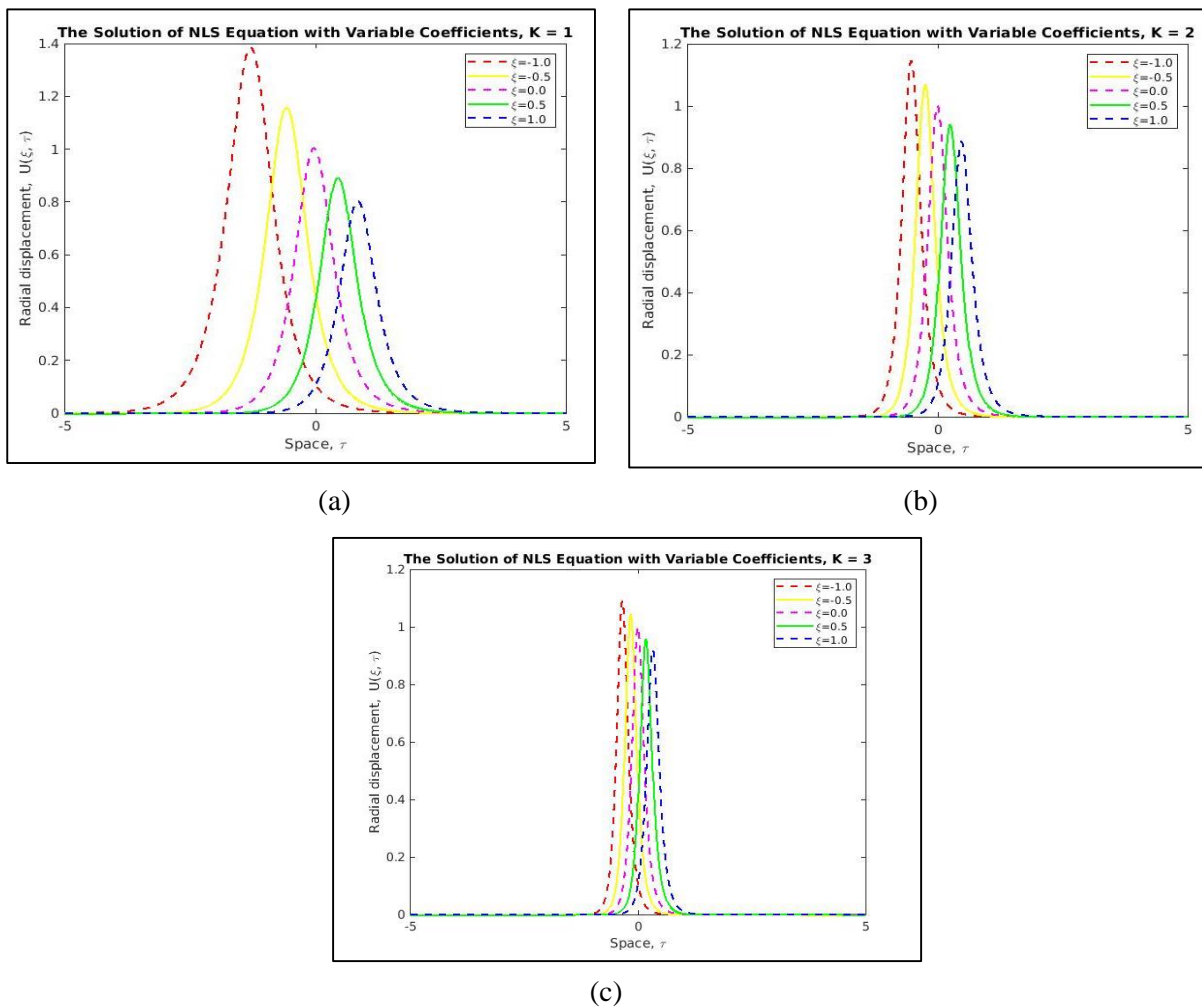 The Solution of NLS Equation with Variable Coefficients, K = 1
Radial displacement, U(ξ, τ)
1.4
1.2
1
0.8
0.6
0.4
0.2
0
-5
0
5
Space, τ
ξ=-1.0
ξ=-0.5
ξ=0.0
ξ=0.5
ξ=1.0
(a)
The Solution of NLS Equation with Variable Coefficients, K = 2
Radial displacement, U(ξ, τ)
1.2
1
0.8
0.6
0.4
0.2
0
-5
0
5
Space, τ
ξ=-1.0
ξ=-0.5
ξ=0.0
ξ=0.5
ξ=1.0
(b)
The Solution of NLS Equation with Variable Coefficients, K = 3
Radial displacement, U(ξ, τ)
1.2
1
0.8
0.6
0.4
0.2
0
-5
0
5
Space, τ
ξ=-1.0
ξ=-0.5
ξ=0.0
ξ=0.5
ξ=1.0
(c)